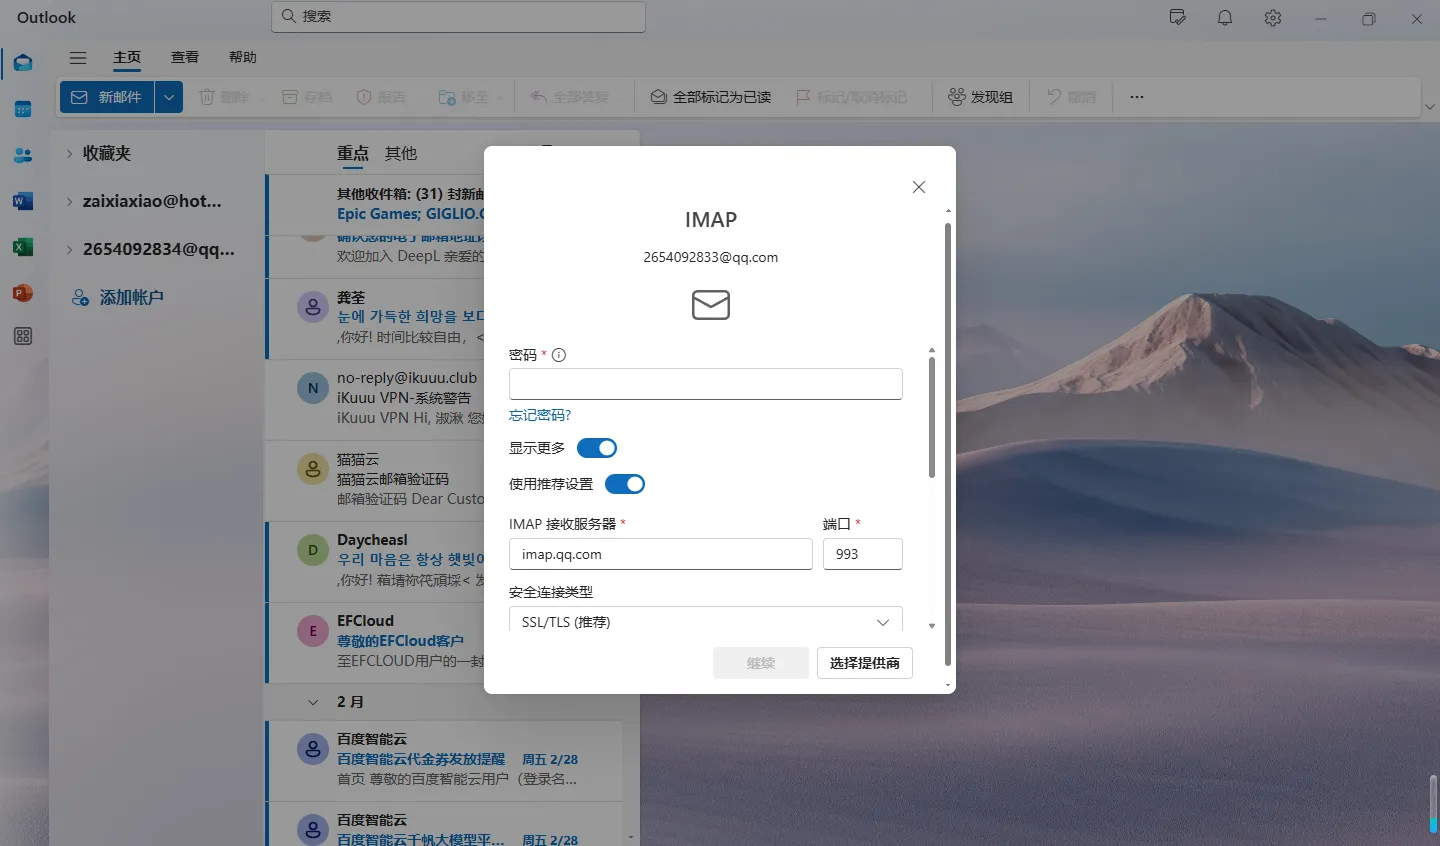 Outlook
搜索
主页 查看 帮助
新邮件 删除 存档 报告 移至 全部答复 全部标记为已读 标记/取消标记 发现组 撤消 ...
收藏夹
zaixiaxiao@hot...
2654092834@qq...
添加帐户
重点 其他
其他收件箱: (31) 封新邮
Epic Games; GIGLIO.C
确认您的电子邮箱地址以
欢迎加入 DeepL 亲爱的
龚荃
눈에 가득한 희망을 보다
,你好! 时间比较自由， <
N
no-reply@ikuuu.club
iKuuu VPN-系统警告
iKuuu VPN Hi, 淑湫 您
猫猫云
猫猫云邮箱验证码
邮箱验证码 Dear Custo
D
Daycheasl
우리 마음은 항상 햇빛이
E
EFCloud
尊敬的EFCloud客户
至EFCLOUD用户的一封
2 月
百度智能云
百度智能云代金券发放提醒 周五 2/28
首页 尊敬的百度智能云用户（登录名...
百度智能云
百度智能云千帆大模型平... 周五 2/28
IMAP
2654092833@qq.com
密码 *
忘记密码?
显示更多
使用推荐设置
IMAP 接收服务器 * 端口 *
imap.qq.com 993
安全连接类型
SSL/TLS (推荐)
继续 选择提供商